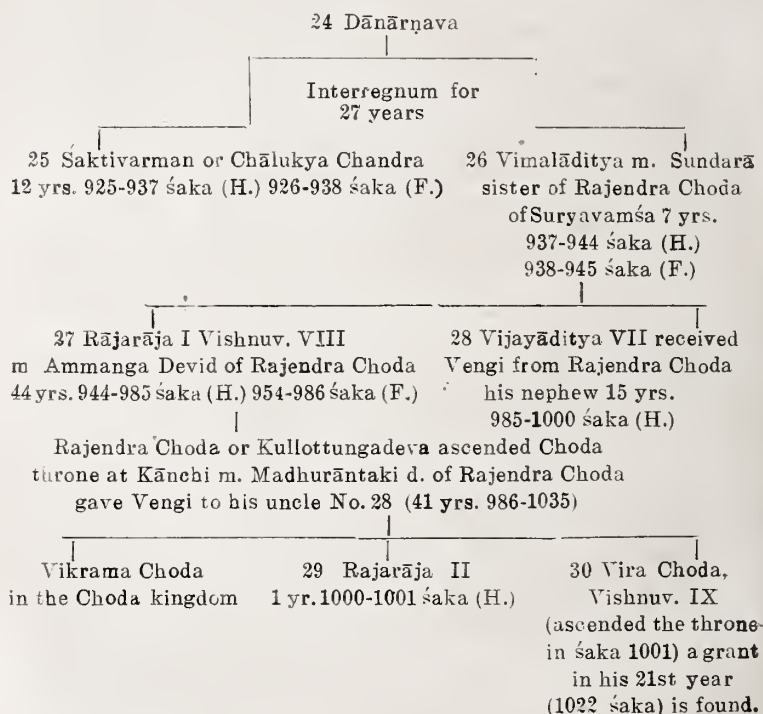 24 Dānārṇava
Interregnum for
27 years
25 Śaktivarman or Chālukya Chandra
12 yrs. 925-937 śaka (H.) 926-938 śaka (F.)
26 Vimalāditya m. Sundarā
sister of Rajendra Choda
of Suryavamśa 7 yrs.
937-944 śaka (H.)
938-945 śaka (F.)
27 Rājarāja I Vishnuv. VIII
m Ammanga Devid of Rajendra Choda
44 yrs. 944-985 śaka (H.) 954-986 śaka (F.)
28 Vijayāditya VII received
Vengi from Rajendra Choda
his nephew 15 yrs.
985-1000 śaka (H.)
Rajendra Choda or Kullottungadeva ascended Choda
throne at Kānchi m. Madhurāntaki d. of Rajendra Choda
gave Vengi to his uncle No. 28 (41 yrs. 986-1035)
Vikrama Choda
in the Choda kingdom
29 Rajarāja II
1 yr. 1000-1001 śaka (H.)
30 Vira Choda,
Vishnuv. IX
(ascended the throne
in śaka 1001) a grant
in his 21st year
(1022 śaka) is found.